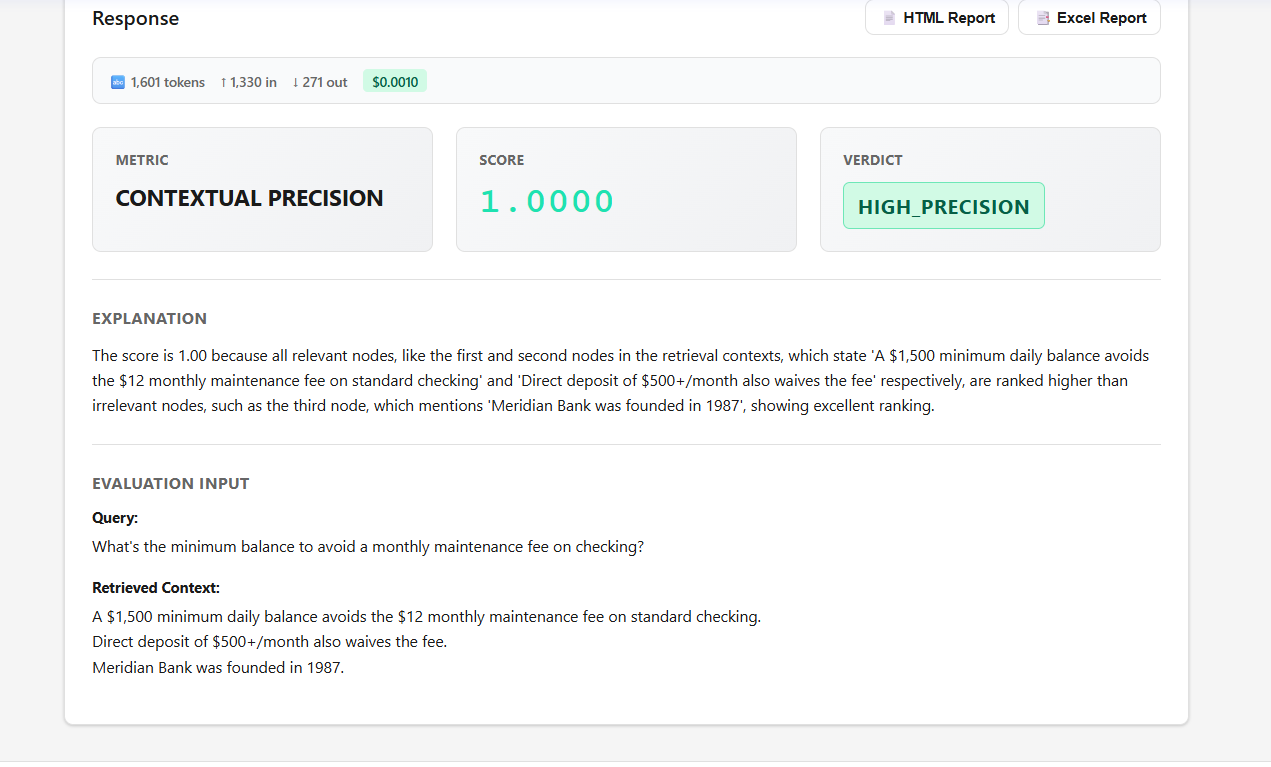 Response
HTML Report
Excel Report
abc 1,601 tokens ↑ 1,330 in ↓ 271 out $0.0010
METRIC
CONTEXTUAL PRECISION
SCORE
1.0000
VERDICT
HIGH_PRECISION
EXPLANATION
The score is 1.00 because all relevant nodes, like the first and second nodes in the retrieval contexts, which state 'A $1,500 minimum daily balance avoids
the $12 monthly maintenance fee on standard checking' and 'Direct deposit of $500+/month also waives the fee' respectively, are ranked higher than
irrelevant nodes, such as the third node, which mentions 'Meridian Bank was founded in 1987', showing excellent ranking.
EVALUATION INPUT
Query:
What's the minimum balance to avoid a monthly maintenance fee on checking?
Retrieved Context:
A $1,500 minimum daily balance avoids the $12 monthly maintenance fee on standard checking.
Direct deposit of $500+/month also waives the fee.
Meridian Bank was founded in 1987.